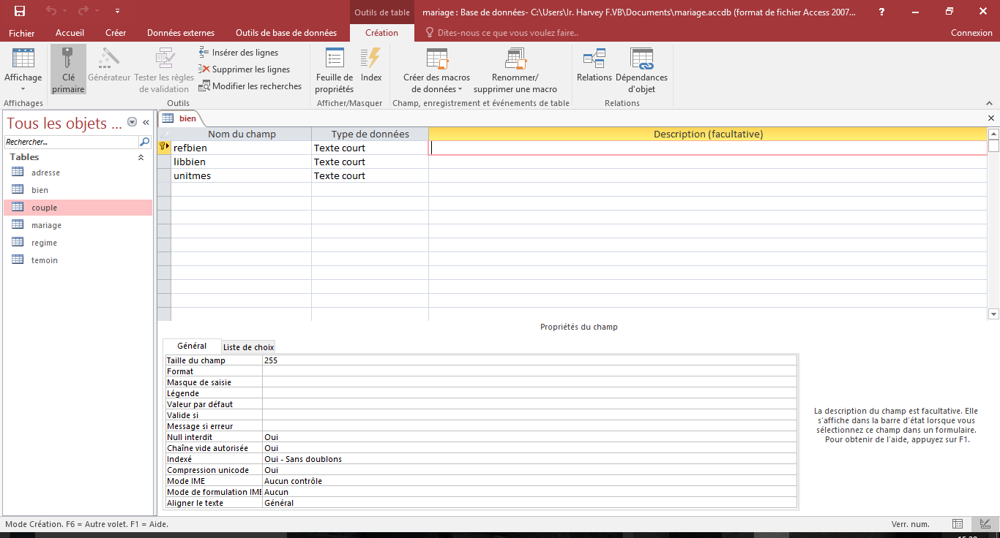 Outils de table
mariage : Base de données- C:\Users\Ir. Harvey F.VB\Documents\mariage.accdb (format de fichier Access 2007...
?
Fichier Accueil Créer Données externes Outils de base de données Création Dites-nous ce que vous voulez faire.. Connexion
Affichage
Clé primaire
Générateur
Tester les règles de validation
Insérer des lignes
Supprimer les lignes
Modifier les recherches
Feuille de propriétés
Index
Créer des macros de données
Renommer/ supprimer une macro
Relations
Dépendances d'objet
Affichages Outils Afficher/Masquer Champ, enregistrement et événements de table Relations
Tous les objets ...
Rechercher...
Tables
adresse
bien
couple
mariage
regime
temoin
bien
Nom du champ Type de données Description (facultative)
refbien Texte court
libbien Texte court
unitmes Texte court
Propriétés du champ
Général Liste de choix
Taille du champ 255
Format
Masque de saisie
Légende
Valeur par défaut
Valide si
Message si erreur
Null interdit Oui
Chaîne vide autorisée Oui
Indexé Oui - Sans doublons
Compression unicode Oui
Mode IME Aucun contrôle
Mode de formulation IME Aucun
Aligner le texte Général
La description du champ est facultative. Elle
s'affiche dans la barre d'état lorsque vous
sélectionnez ce champ dans un formulaire.
Pour obtenir de l'aide, appuyez sur F1.
Mode Création. F6 = Autre volet. F1 = Aide. Verr. num.